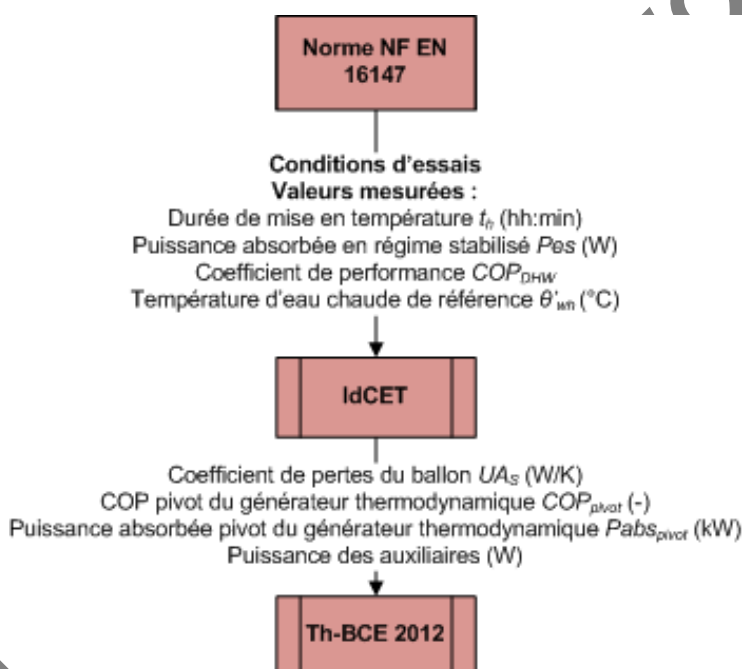 Norme NF EN
16147
Conditions d'essais
Valeurs mesurées :
Durée de mise en température th (hh:min)
Puissance absorbée en régime stabilisé Pes (W)
Coefficient de performance COPDHW
Température d'eau chaude de référence θ'wh (°C)
IdCET
Coefficient de pertes du ballon UAS (W/K)
COP pivot du générateur thermodynamique COPpivot (-)
Puissance absorbée pivot du générateur thermodynamique Pabspivot (kW)
Puissance des auxiliaires (W)
Th-BCE 2012